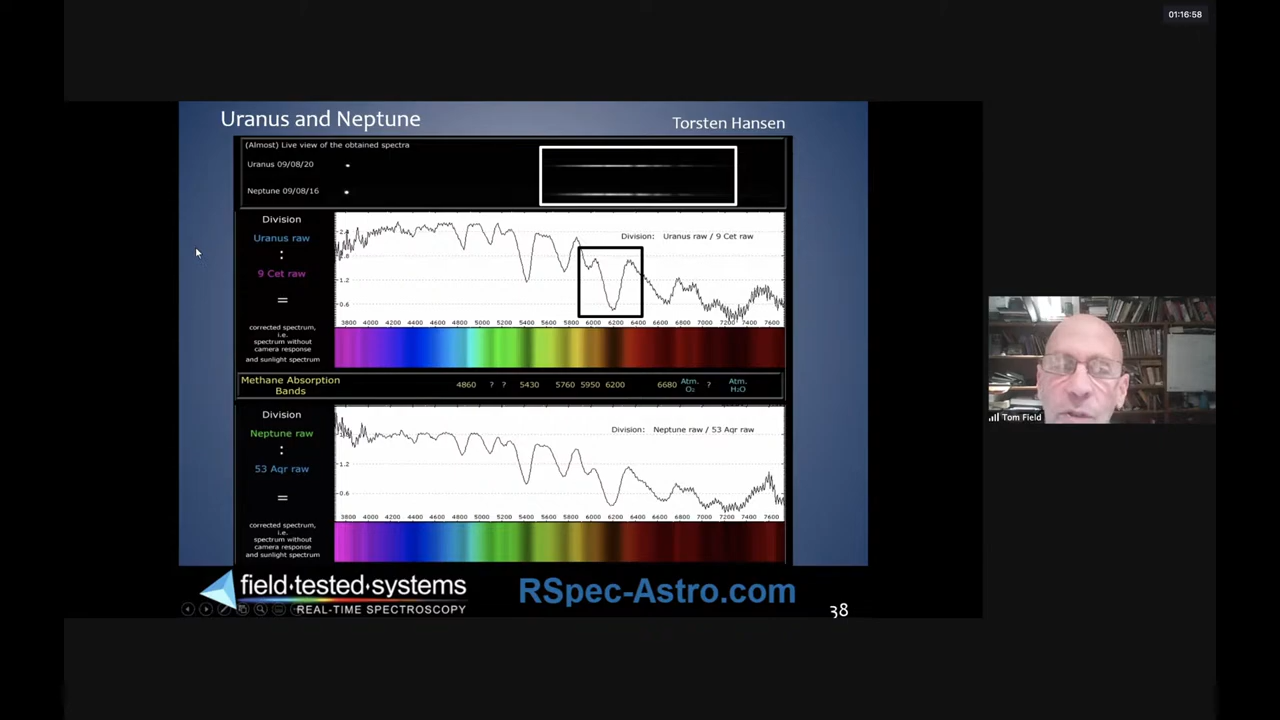 01:16:58
Uranus and Neptune
Torsten Hansen
(Almost) Live view of the obtained spectra
Uranus 09/08/20
Neptune 09/08/16
Division
Uranus raw
:
9 Cet raw
=
corrected spectrum,
i.e.
spectrum without
camera response
and sunlight spectrum
Division: Uranus raw / 9 Cet raw
2.4
1.8
1.2
0.6
3800 4000 4200 4400 4600 4800 5000 5200 5400 5600 5800 6000 6200 6400 6600 6800 7000 7200 7400 7600
Methane Absorption
Bands
4860 ? ? 5430 5760 5950 6200 6680 Atm. O₂ ? Atm. H₂O
Division
Neptune raw
:
53 Aqr raw
=
corrected spectrum,
i.e.
spectrum without
camera response
and sunlight spectrum
Division: Neptune raw / 53 Aqr raw
1.2
0.6
3800 4000 4200 4400 4600 4800 5000 5200 5400 5600 5800 6000 6200 6400 6600 6800 7000 7200 7400 7600
field·tested·systems
REAL-TIME SPECTROSCOPY
RSpec-Astro.com
38
Tom Field